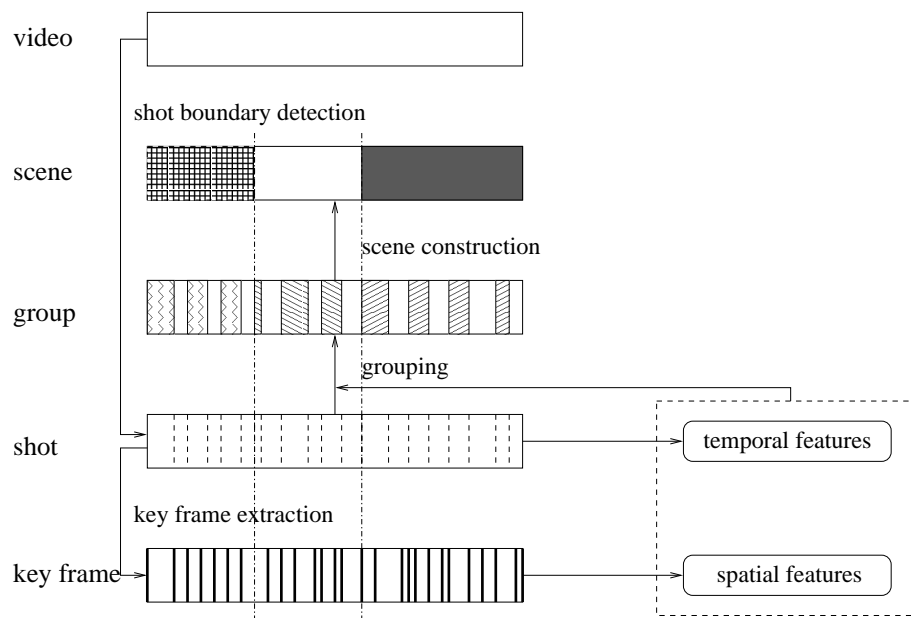 video
shot boundary detection
scene
scene construction
group
grouping
shot
temporal features
key frame extraction
key frame
spatial features